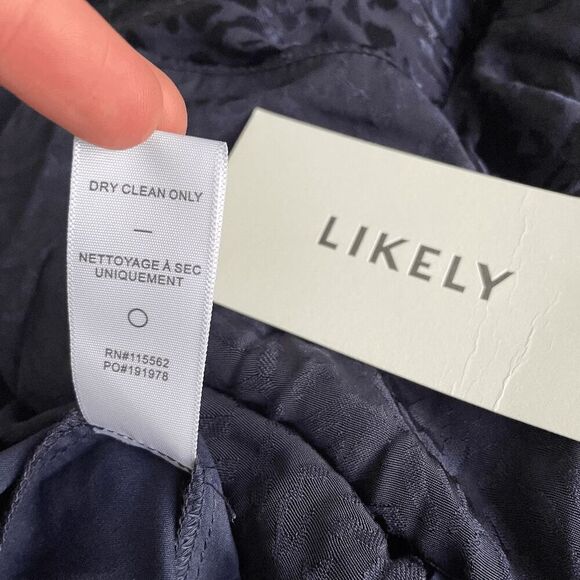 DRY CLEAN ONLY
—
NETTOYAGE À SEC
UNIQUEMENT
RN#115562
PO#191978
LIKELY